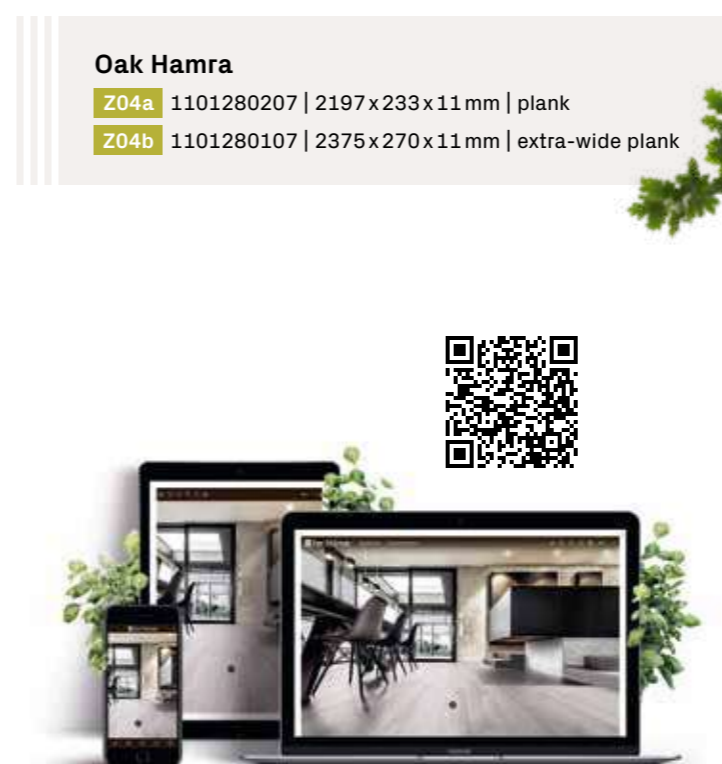 Oak Hamra
Z04a 1101280207 | 2197 x 233 x 11 mm | plank
Z04b 1101280107 | 2375 x 270 x 11 mm | extra-wide plank